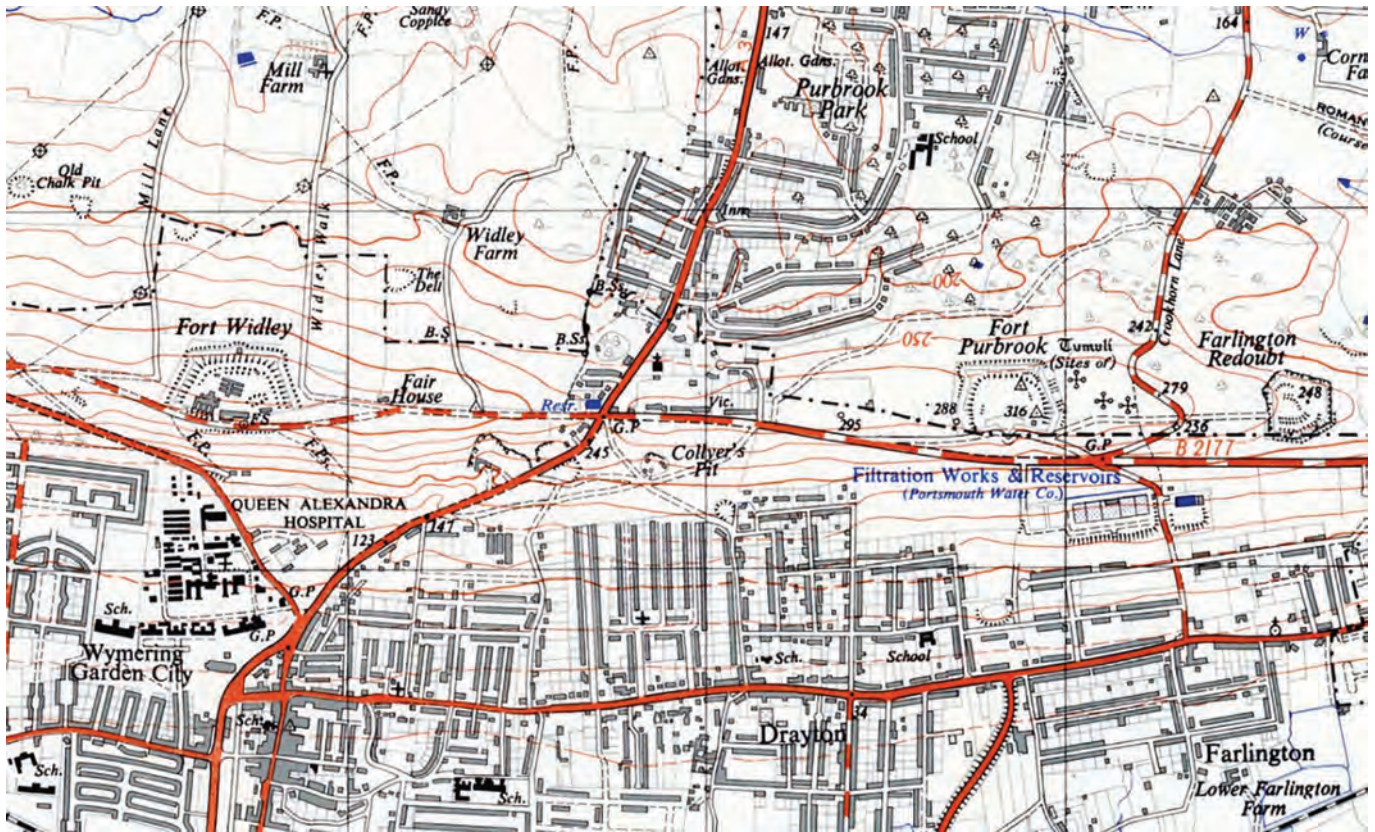 F.P.
Sandy
Coppice
F.P.
147
A 3
164
W
Mill
Farm
F.P.
Allot.
Gdns.
Allot. Gdns.
Purbrook
Park
ROMAN
(Course
School
Old
Chalk Pit
Mill Lane
F.P.
Inn
Widley Walk
Widley
Farm
The
Dell
B.Ss
200
Crookhorn Lane
Fort Widley
B.S
B.Ss
250
Fort
Purbrook
Tumuli
(Sites of)
242
Farlington
Redoubt
279
Fair
House
Resr.
Vic.
288
316
248
F.S
G.P
295
236
F.P.
F.P.
245
Collyer's
Pit
G.P
B 2177
Filtration Works & Reservoirs
(Portsmouth Water Co.)
QUEEN ALEXANDRA
HOSPITAL
147
123
G.P
Sch.
G.P
Wymering
Garden City
Sch.
School
Sch.
34
Drayton
Farlington
Sch.
F.P.
Sch.
Lower Farlington
Farm